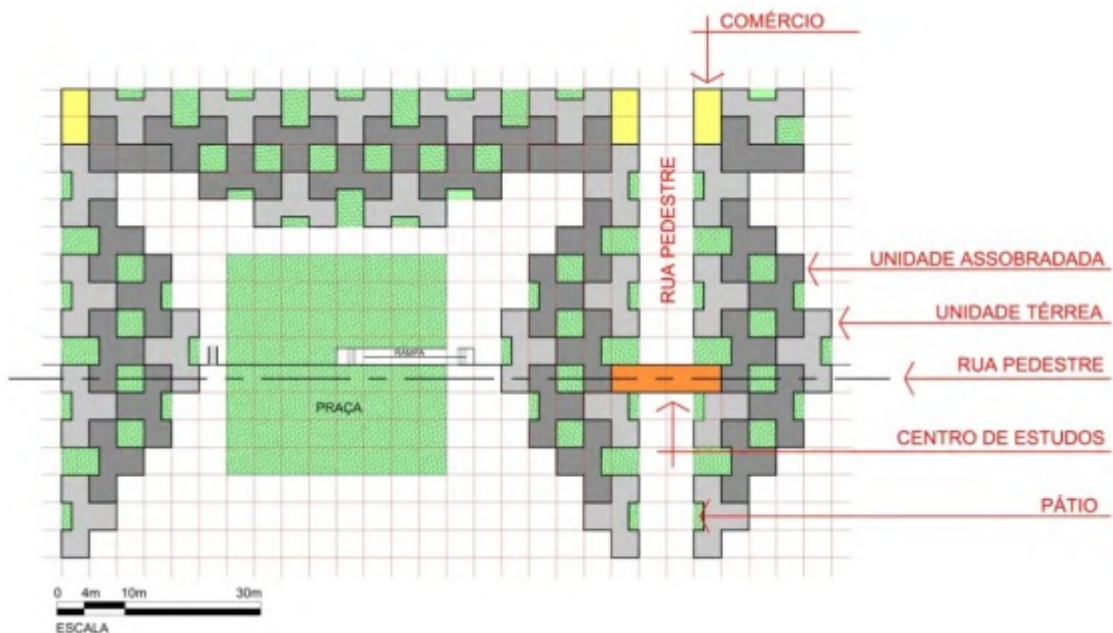 COMÉRCIO
RUA PEDESTRE
UNIDADE ASSOBRADADA
UNIDADE TÉRREA
RAMPA
RUA PEDESTRE
PRAÇA
CENTRO DE ESTUDOS
PÁTIO
0 4m 10m 30m
ESCALA